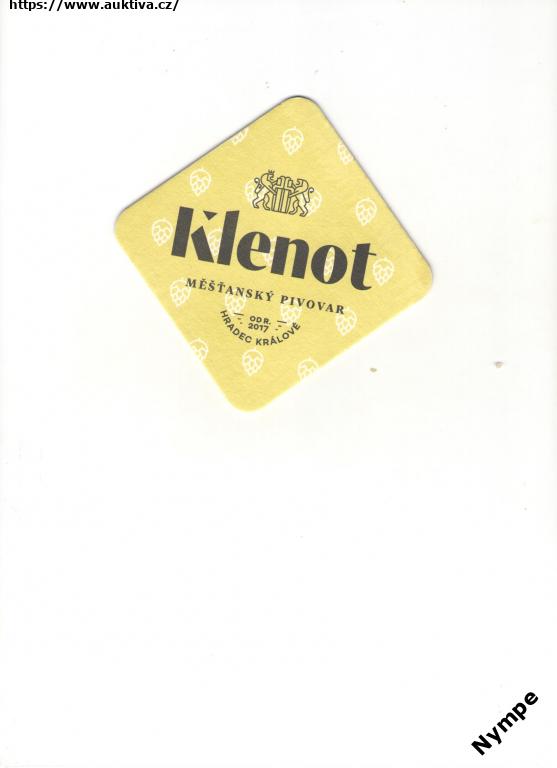 https://www.auktiva.cz/
Klenot
MĚŠŤANSKÝ PIVOVAR
OD R.
2017
HRADEC KRÁLOVÉ
Nympe